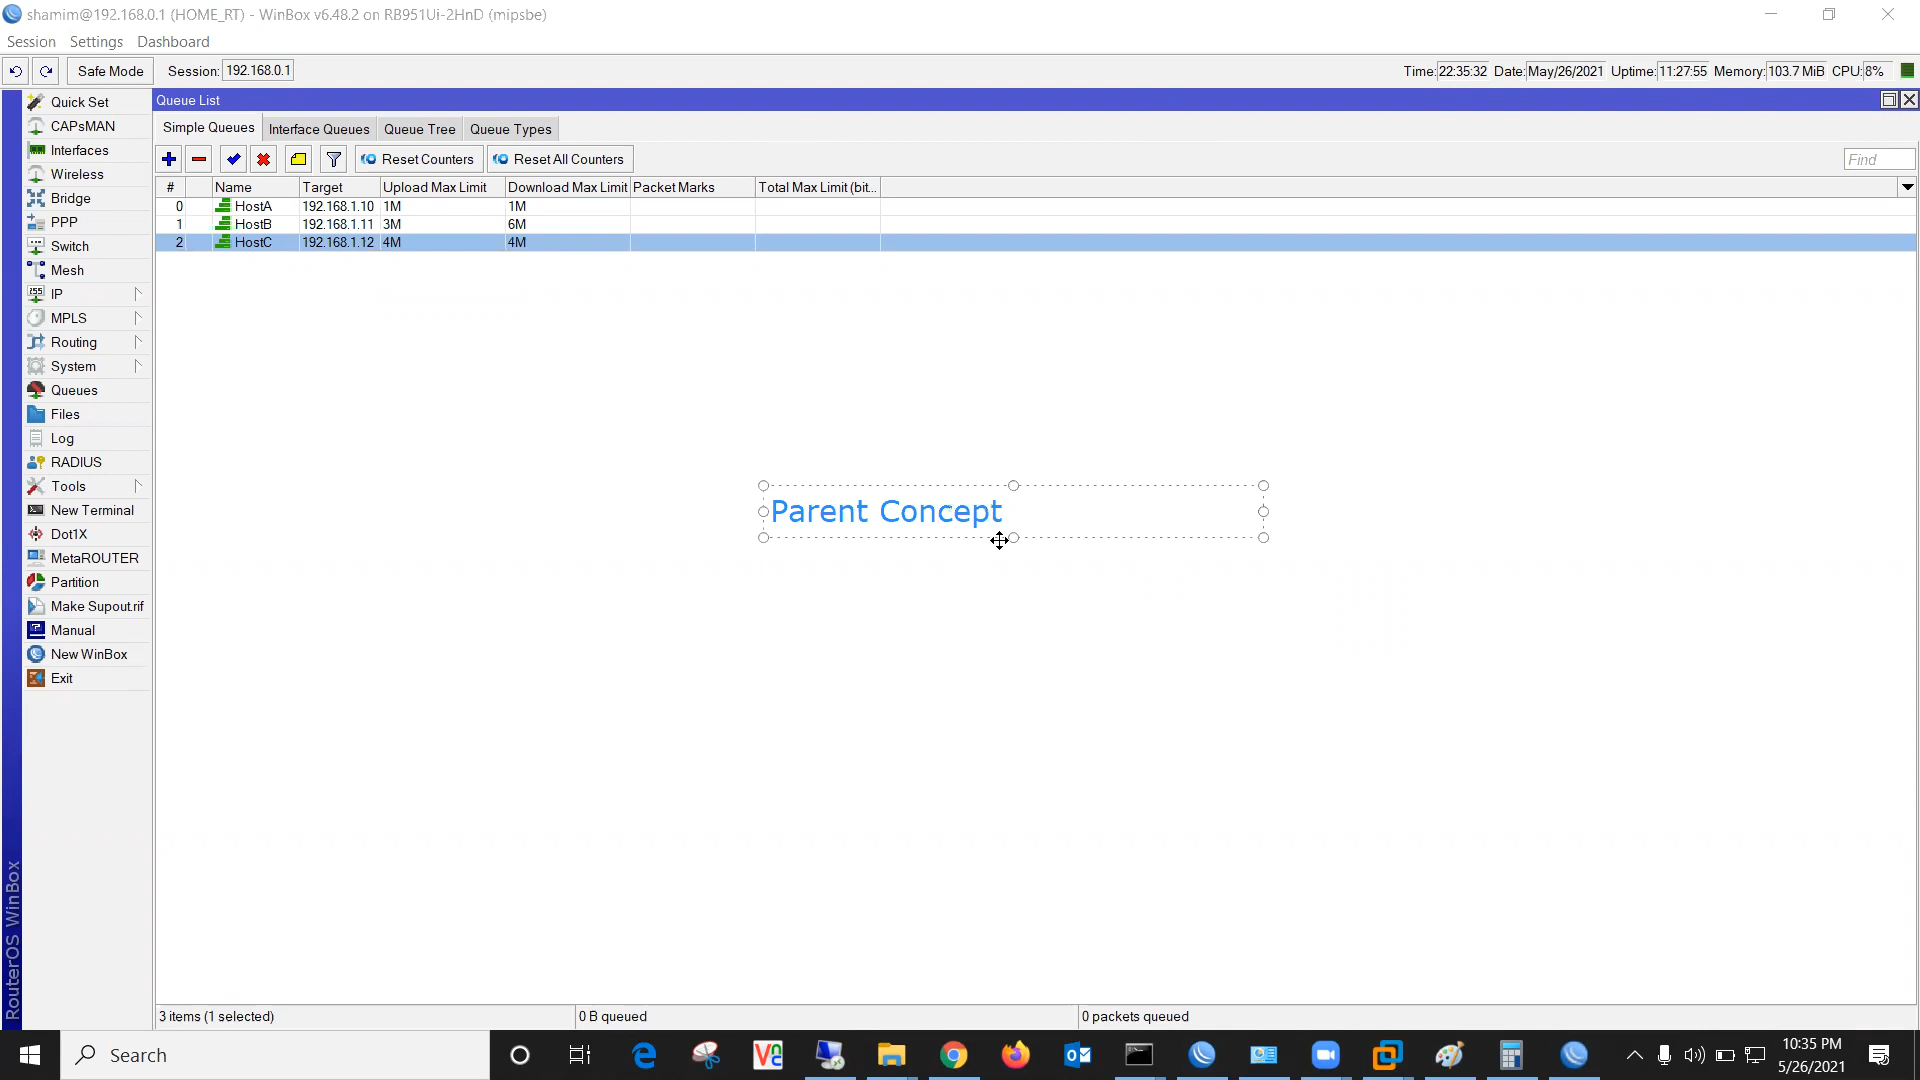 shamim@192.168.0.1 (HOME_RT) - WinBox v6.48.2 on RB951Ui-2HnD (mipsbe)
Session Settings Dashboard
Safe Mode Session: 192.168.0.1 Time: 22:35:32 Date: May/26/2021 Uptime: 11:27:55 Memory: 103.7 MiB CPU: 8%
Quick Set
CAPsMAN
Interfaces
Wireless
Bridge
PPP
Switch
Mesh
IP
MPLS
Routing
System
Queues
Files
Log
RADIUS
Tools
New Terminal
Dot1X
MetaROUTER
Partition
Make Supout.rif
Manual
New WinBox
Exit
RouterOS WinBox
Queue List
Simple Queues Interface Queues Queue Tree Queue Types
Reset Counters Reset All Counters Find
# Name Target Upload Max Limit Download Max Limit Packet Marks Total Max Limit (bit...
0 HostA 192.168.1.10 1M 1M
1 HostB 192.168.1.11 3M 6M
2 HostC 192.168.1.12 4M 4M
Parent Concept
3 items (1 selected) 0 B queued 0 packets queued
Search
10:35 PM
5/26/2021